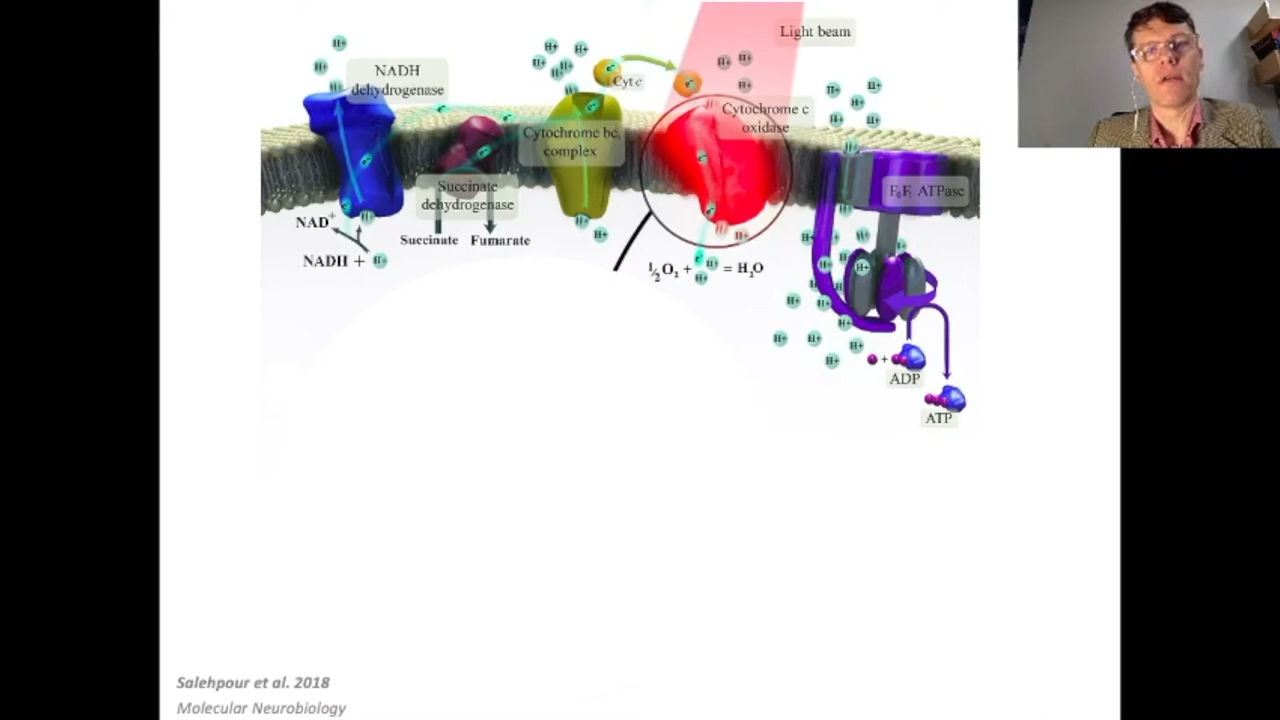 Light beam
NADH
dehydrogenase
Cyt c
Cytochrome c
oxidase
Cytochrome bc₁
complex
Succinate
dehydrogenase
F₀F₁ ATPase
NAD⁺
NADH + H+
Succinate Fumarate
½O₂ + = H₂O
H+
e⁻
ADP
ATP
Salehpour et al. 2018
Molecular Neurobiology